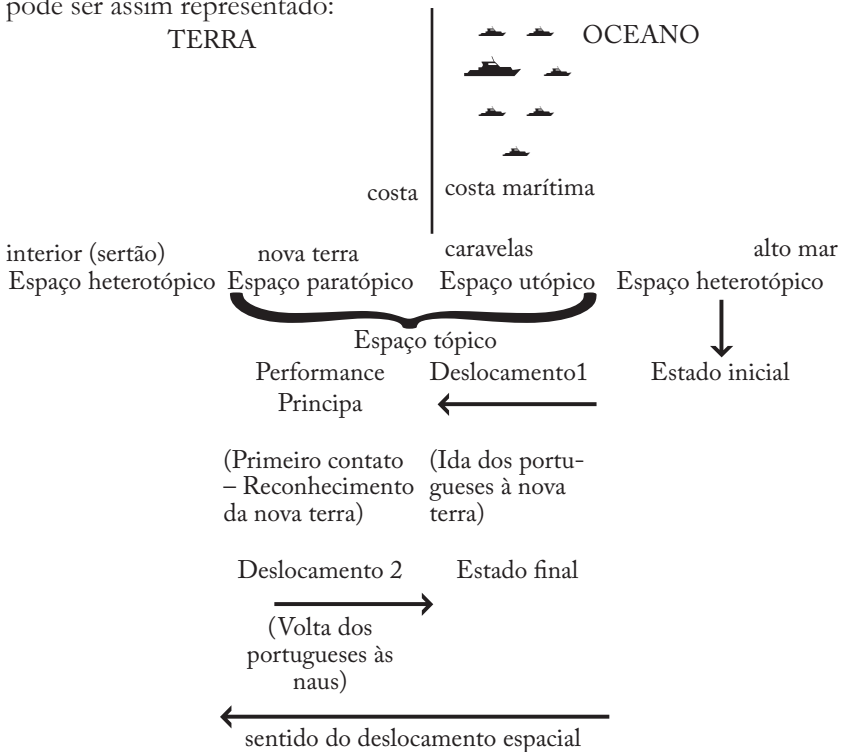 pode ser assim representado:
TERRA OCEANO
costa costa marítima
interior (sertão) nova terra caravelas alto mar
Espaço heterotópico Espaço paratópico Espaço utópico Espaço heterotópico
Espaço tópico
Performance Deslocamento1 Estado inicial
Principa
(Primeiro contato (Ida dos portu-
– Reconhecimento gueses à nova
da nova terra) terra)
Deslocamento 2 Estado final
(Volta dos
portugueses às
naus)
sentido do deslocamento espacial